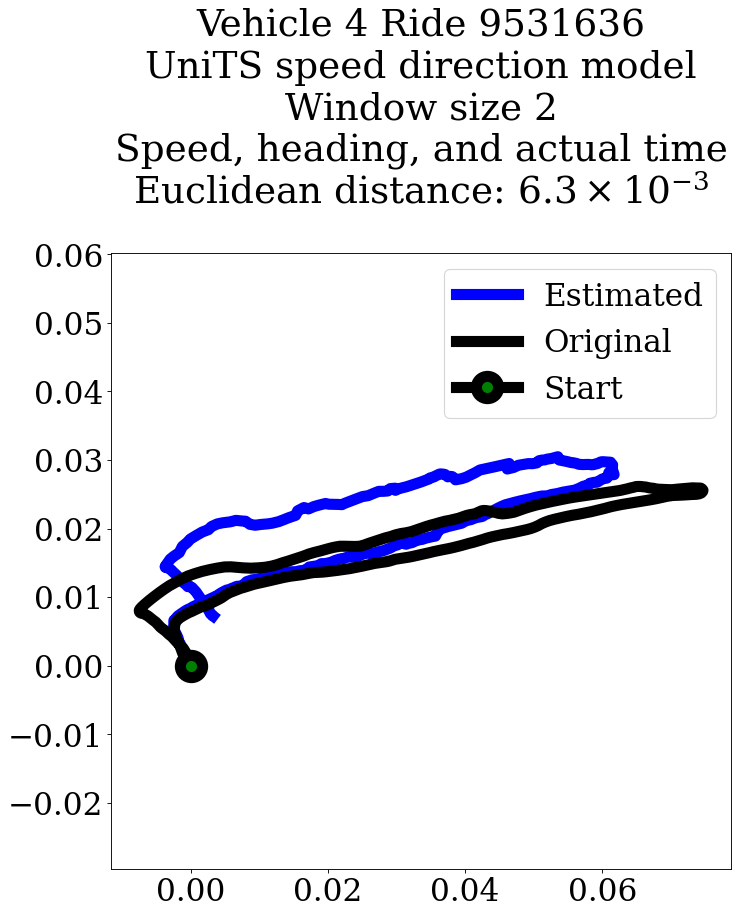 Vehicle 4 Ride 9531636
UniTS speed direction model
Window size 2
Speed, heading, and actual time
Euclidean distance: 6.3 × 10⁻³
0.06
0.05
0.04
0.03
0.02
0.01
0.00
−0.01
−0.02
Estimated
Original
Start
0.00 0.02 0.04 0.06